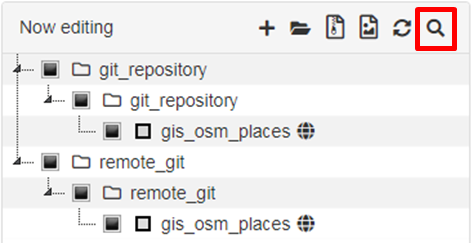 Now editing
git_repository
git_repository
gis_osm_places
remote_git
remote_git
gis_osm_places